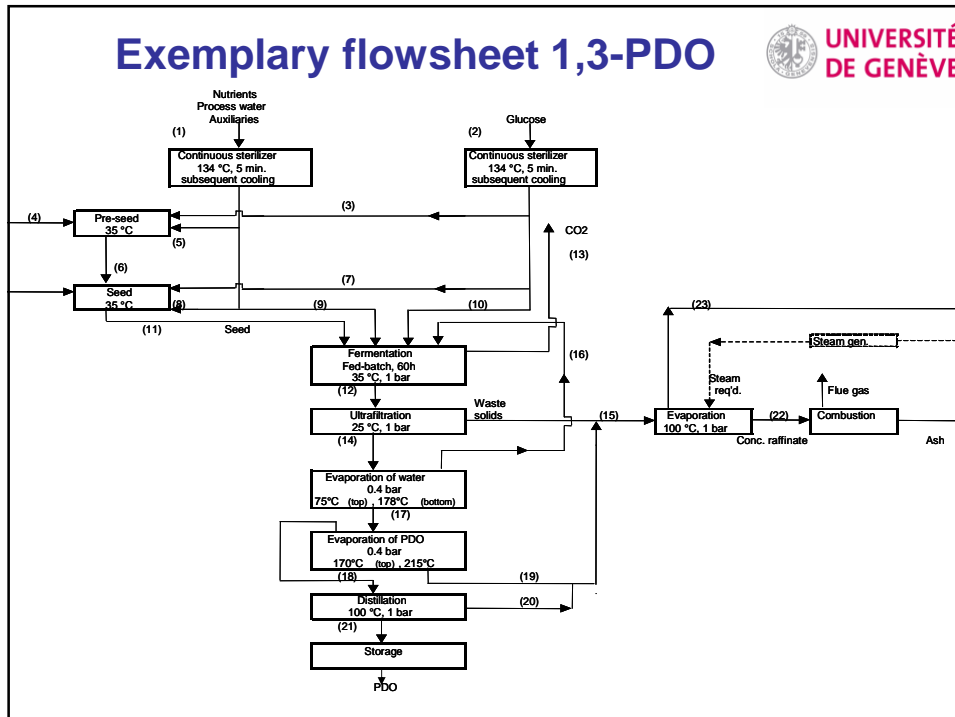 Exemplary flowsheet 1,3-PDO
UNIVERSITÉ
DE GENÈVE
Nutrients
Process water
Auxiliaries
Glucose
(1)
(2)
Continuous sterilizer
134 °C, 5 min.
subsequent cooling
Continuous sterilizer
134 °C, 5 min.
subsequent cooling
(3)
(4)
Pre-seed
35 °C
(5)
CO2
(13)
(6)
(7)
Seed
35 °C
(8)
(9)
(10)
(23)
(11)
Seed
Steam gen.
Fermentation
Fed-batch, 60h
35 °C, 1 bar
(16)
(12)
Steam
req'd.
Flue gas
Waste
solids
Ultrafiltration
25 °C, 1 bar
(15)
Evaporation
100 °C, 1 bar
(22)
Combustion
(14)
Conc. raffinate
Ash
Evaporation of water
0.4 bar
75°C (top) , 178°C (bottom)
(17)
Evaporation of PDO
0.4 bar
170°C (top) , 215°C
(18)
(19)
Distillation
100 °C, 1 bar
(20)
(21)
Storage
PDO